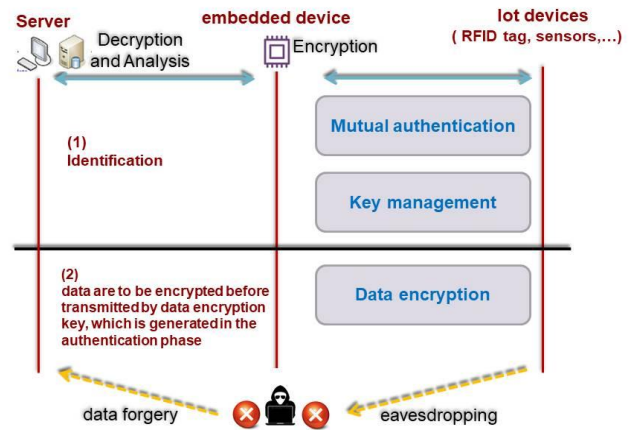 Server
embedded device
Iot devices
( RFID tag, sensors,...)
Decryption
and Analysis
Encryption
Mutual authentication
(1)
Identification
Key management
(2)
data are to be encrypted before
transmitted by data encryption
key, which is generated in the
authentication phase
Data encryption
data forgery
eavesdropping